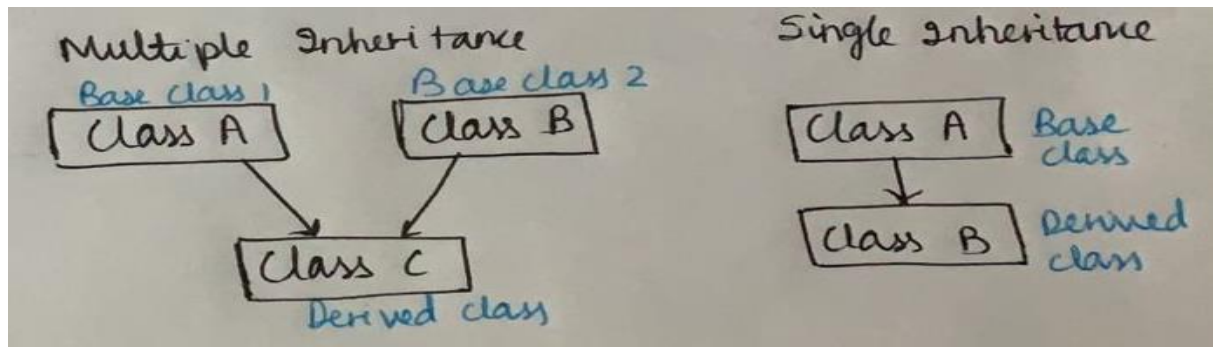 Multiple Inheritance
Base class 1
Base class 2
Class A
Class B
Class C
Derived class
Single Inheritance
Class A
Base
class
Class B
Derived
class